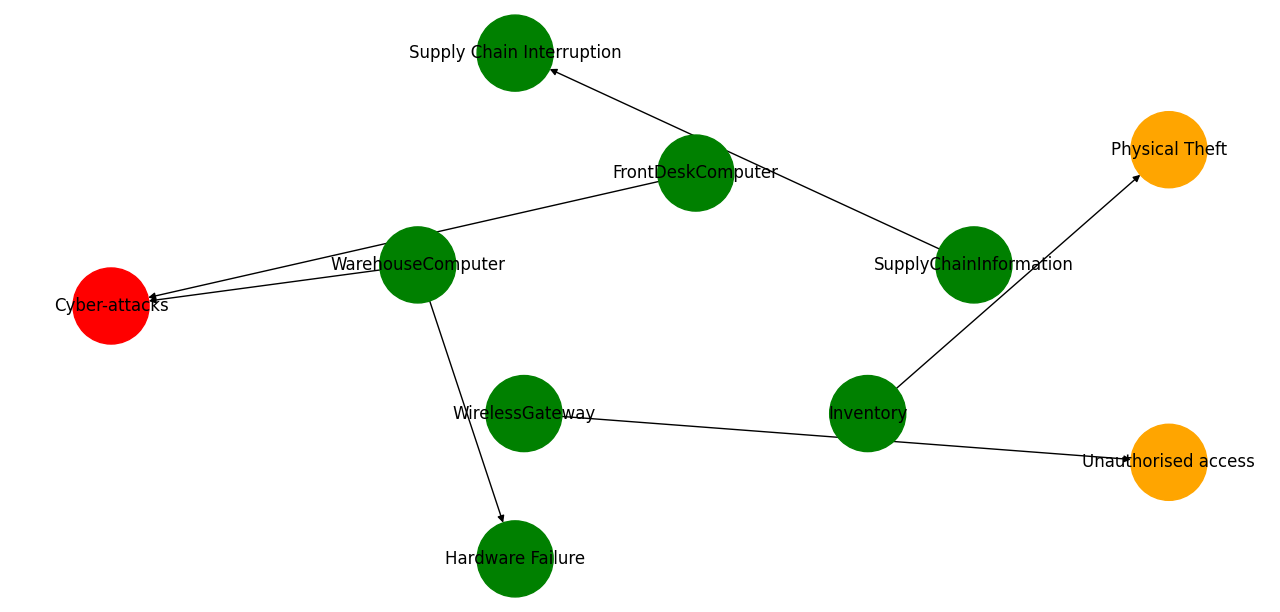 Supply Chain Interruption
Physical Theft
FrontDeskComputer
WarehouseComputer
SupplyChainInformation
Cyber-attacks
WirelessGateway
Inventory
Unauthorised access
Hardware Failure